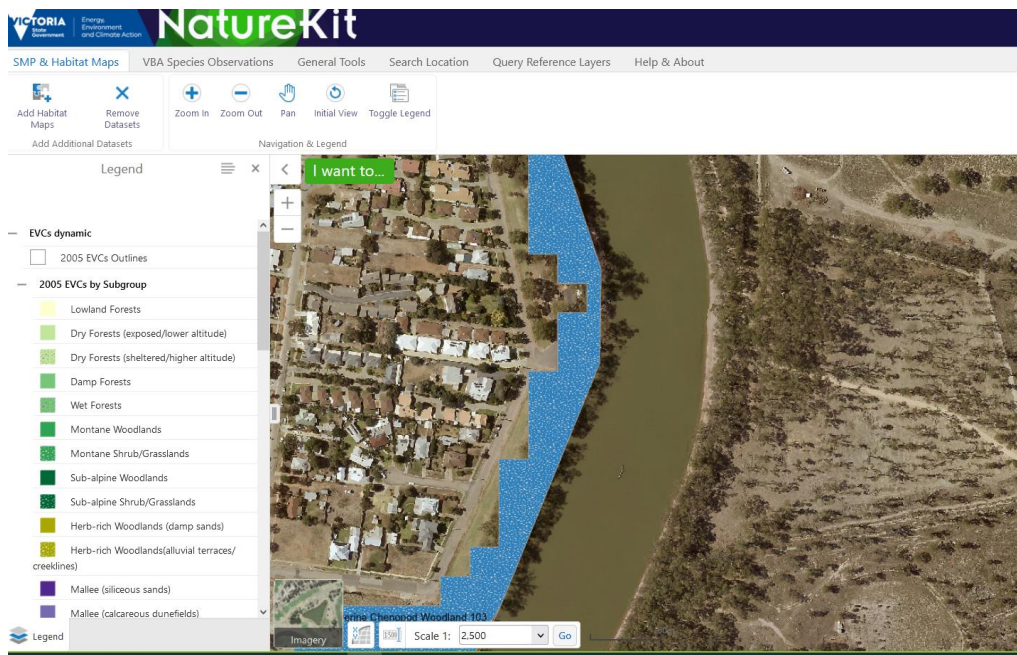 VICTORIA
State
Government
Energy,
Environment
and Climate Action
NatureKit
SMP & Habitat Maps
VBA Species Observations
General Tools
Search Location
Query Reference Layers
Help & About
Add Habitat
Maps
Remove
Datasets
Zoom In
Zoom Out
Pan
Initial View
Toggle Legend
Add Additional Datasets
Navigation & Legend
Legend
I want to...
EVCs dynamic
2005 EVCs Outlines
2005 EVCs by Subgroup
Lowland Forests
Dry Forests (exposed/lower altitude)
Dry Forests (sheltered/higher altitude)
Damp Forests
Wet Forests
Montane Woodlands
Montane Shrub/Grasslands
Sub-alpine Woodlands
Sub-alpine Shrub/Grasslands
Herb-rich Woodlands (damp sands)
Herb-rich Woodlands(alluvial terraces/
creeklines)
Mallee (siliceous sands)
Mallee (calcareous dunefields)
Chenopod Woodland 103
Legend
Imagery
Scale 1:
2,500
Go